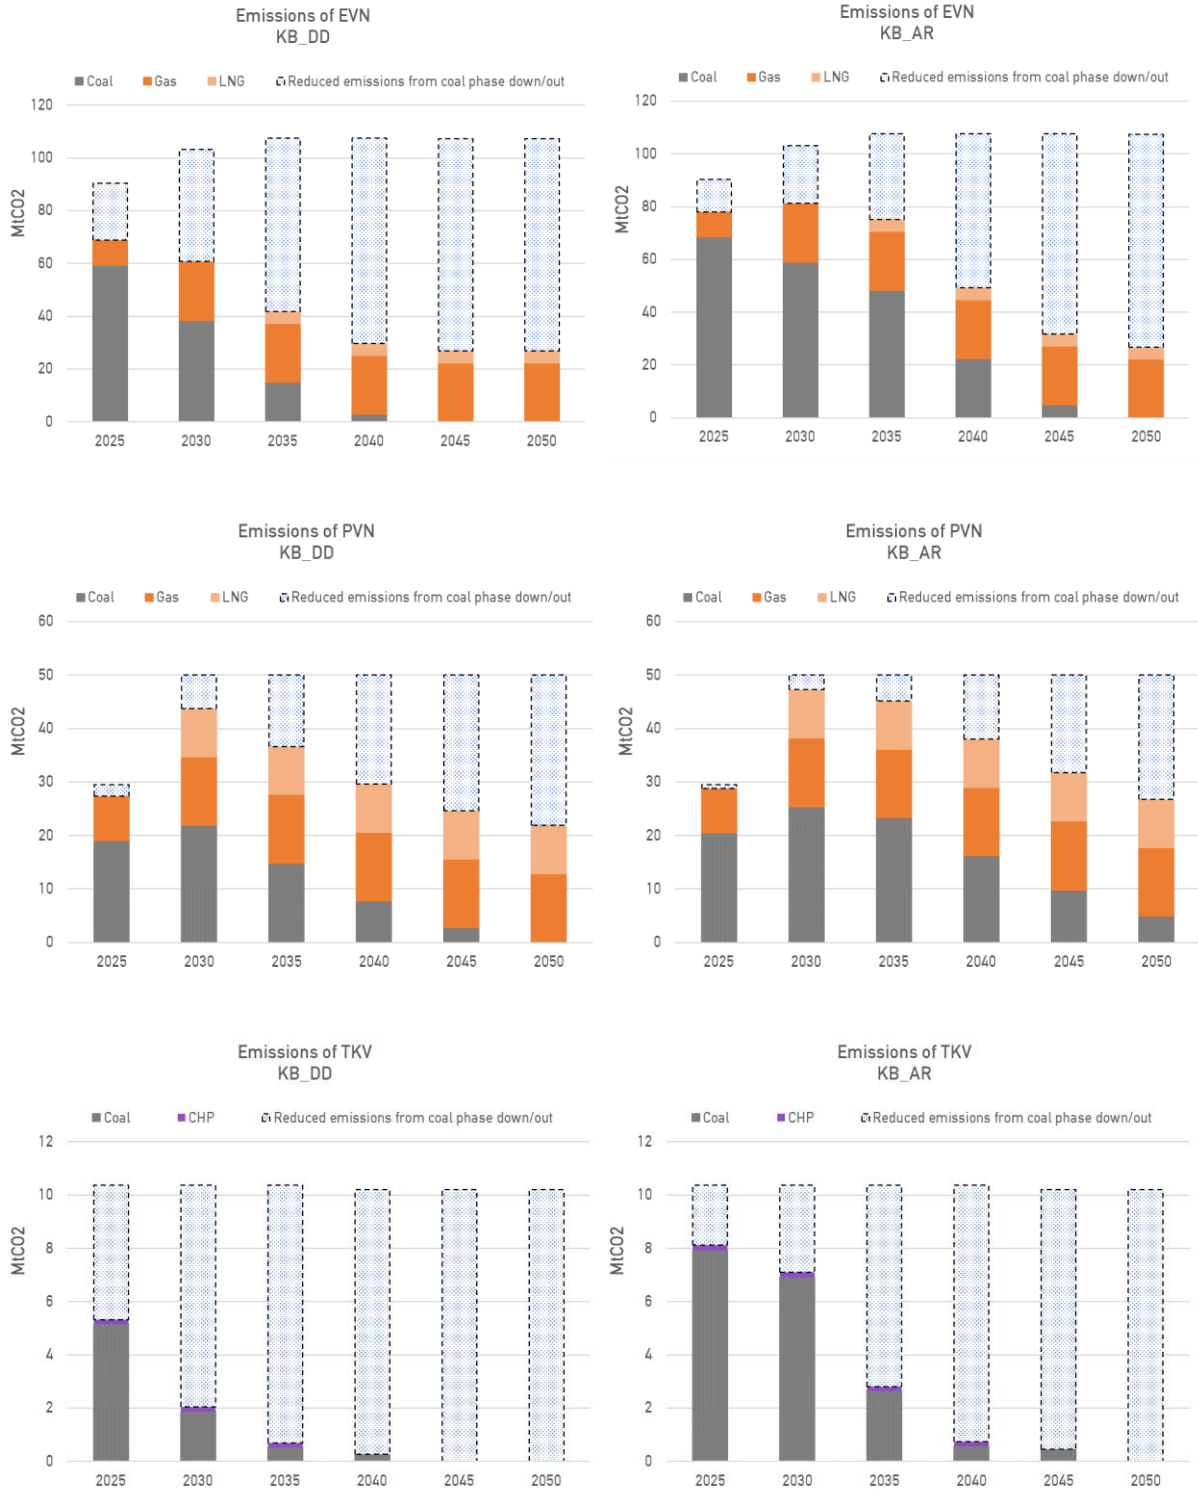 Emissions of EVN
KB_DD
Coal Gas LNG Reduced emissions from coal phase down/out
MtCO2
120
100
80
60
40
20
0
2025 2030 2035 2040 2045 2050
Emissions of EVN
KB_AR
Coal Gas LNG Reduced emissions from coal phase down/out
MtCO2
120
100
80
60
40
20
0
2025 2030 2035 2040 2045 2050
Emissions of PVN
KB_DD
Coal Gas LNG Reduced emissions from coal phase down/out
MtCO2
60
50
40
30
20
10
0
2025 2030 2035 2040 2045 2050
Emissions of PVN
KB_AR
Coal Gas LNG Reduced emissions from coal phase down/out
MtCO2
60
50
40
30
20
10
0
2025 2030 2035 2040 2045 2050
Emissions of TKV
KB_DD
Coal CHP Reduced emissions from coal phase down/out
MtCO2
12
10
8
6
4
2
0
2025 2030 2035 2040 2045 2050
Emissions of TKV
KB_AR
Coal CHP Reduced emissions from coal phase down/out
MtCO2
12
10
8
6
4
2
0
2025 2030 2035 2040 2045 2050